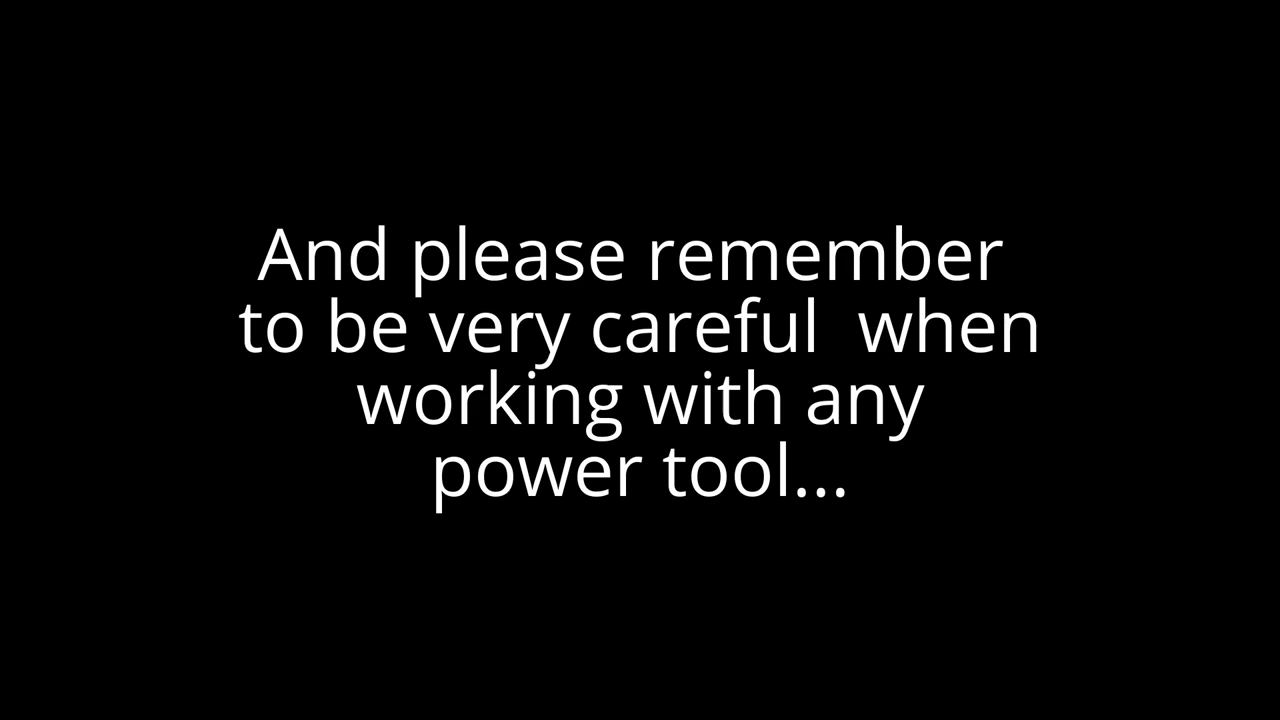 And please remember
to be very careful  when
working with any
power tool...